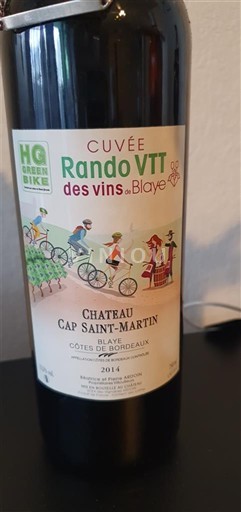 HG
GREEN
BIKE
CUVÉE
Rando VTT
des vins de Blaye
CHATEAU
CAP SAINT-MARTIN
BLAYE
CÔTES DE BORDEAUX
2014